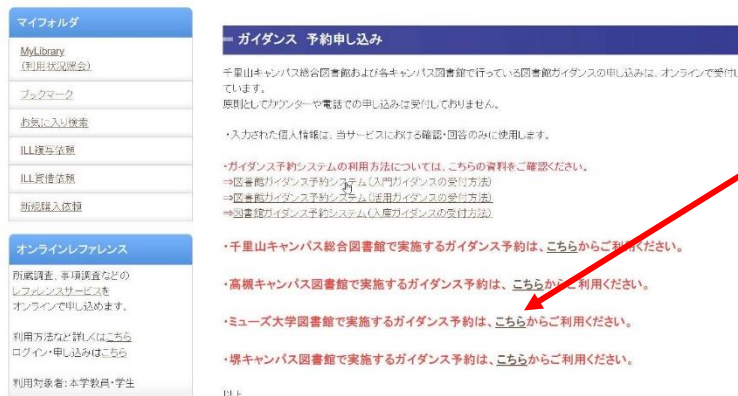 マイフォルダ
MyLibrary
(利用状況照会)
ブックマーク
お気に入り検索
ILL複写依頼
ILL貸借依頼
新規購入依頼
オンラインレファレンス
所蔵調査、事項調査などの
レファレンスサービスを
オンラインで申し込めます。
利用方法など詳しくはこちら
ログイン・申し込みはこちら
利用対象者:本学教員・学生
ガイダンス 予約申し込み
千里山キャンパス総合図書館および各キャンパス図書館で行っている図書館ガイダンスの申し込みは、オンラインで受付し
ています。
原則としてカウンターや電話での申し込みは受付しておりません。
・入力された個人情報は、当サービスにおける確認・回答のみに使用します。
・ガイダンス予約システムの利用方法については、こちらの資料をご確認ください。
⇒図書館ガイダンス予約システム(入門ガイダンスの受付方法)
⇒図書館ガイダンス予約システム(活用ガイダンスの受付方法)
⇒図書館ガイダンス予約システム(入庫ガイダンスの受付方法)
・千里山キャンパス総合図書館で実施するガイダンス予約は、こちらからご利用ください。
・高槻キャンパス図書館で実施するガイダンス予約は、こちらからご利用ください。
・ミューズ大学図書館で実施するガイダンス予約は、こちらからご利用ください。
・堺キャンパス図書館で実施するガイダンス予約は、こちらからご利用ください。
以上